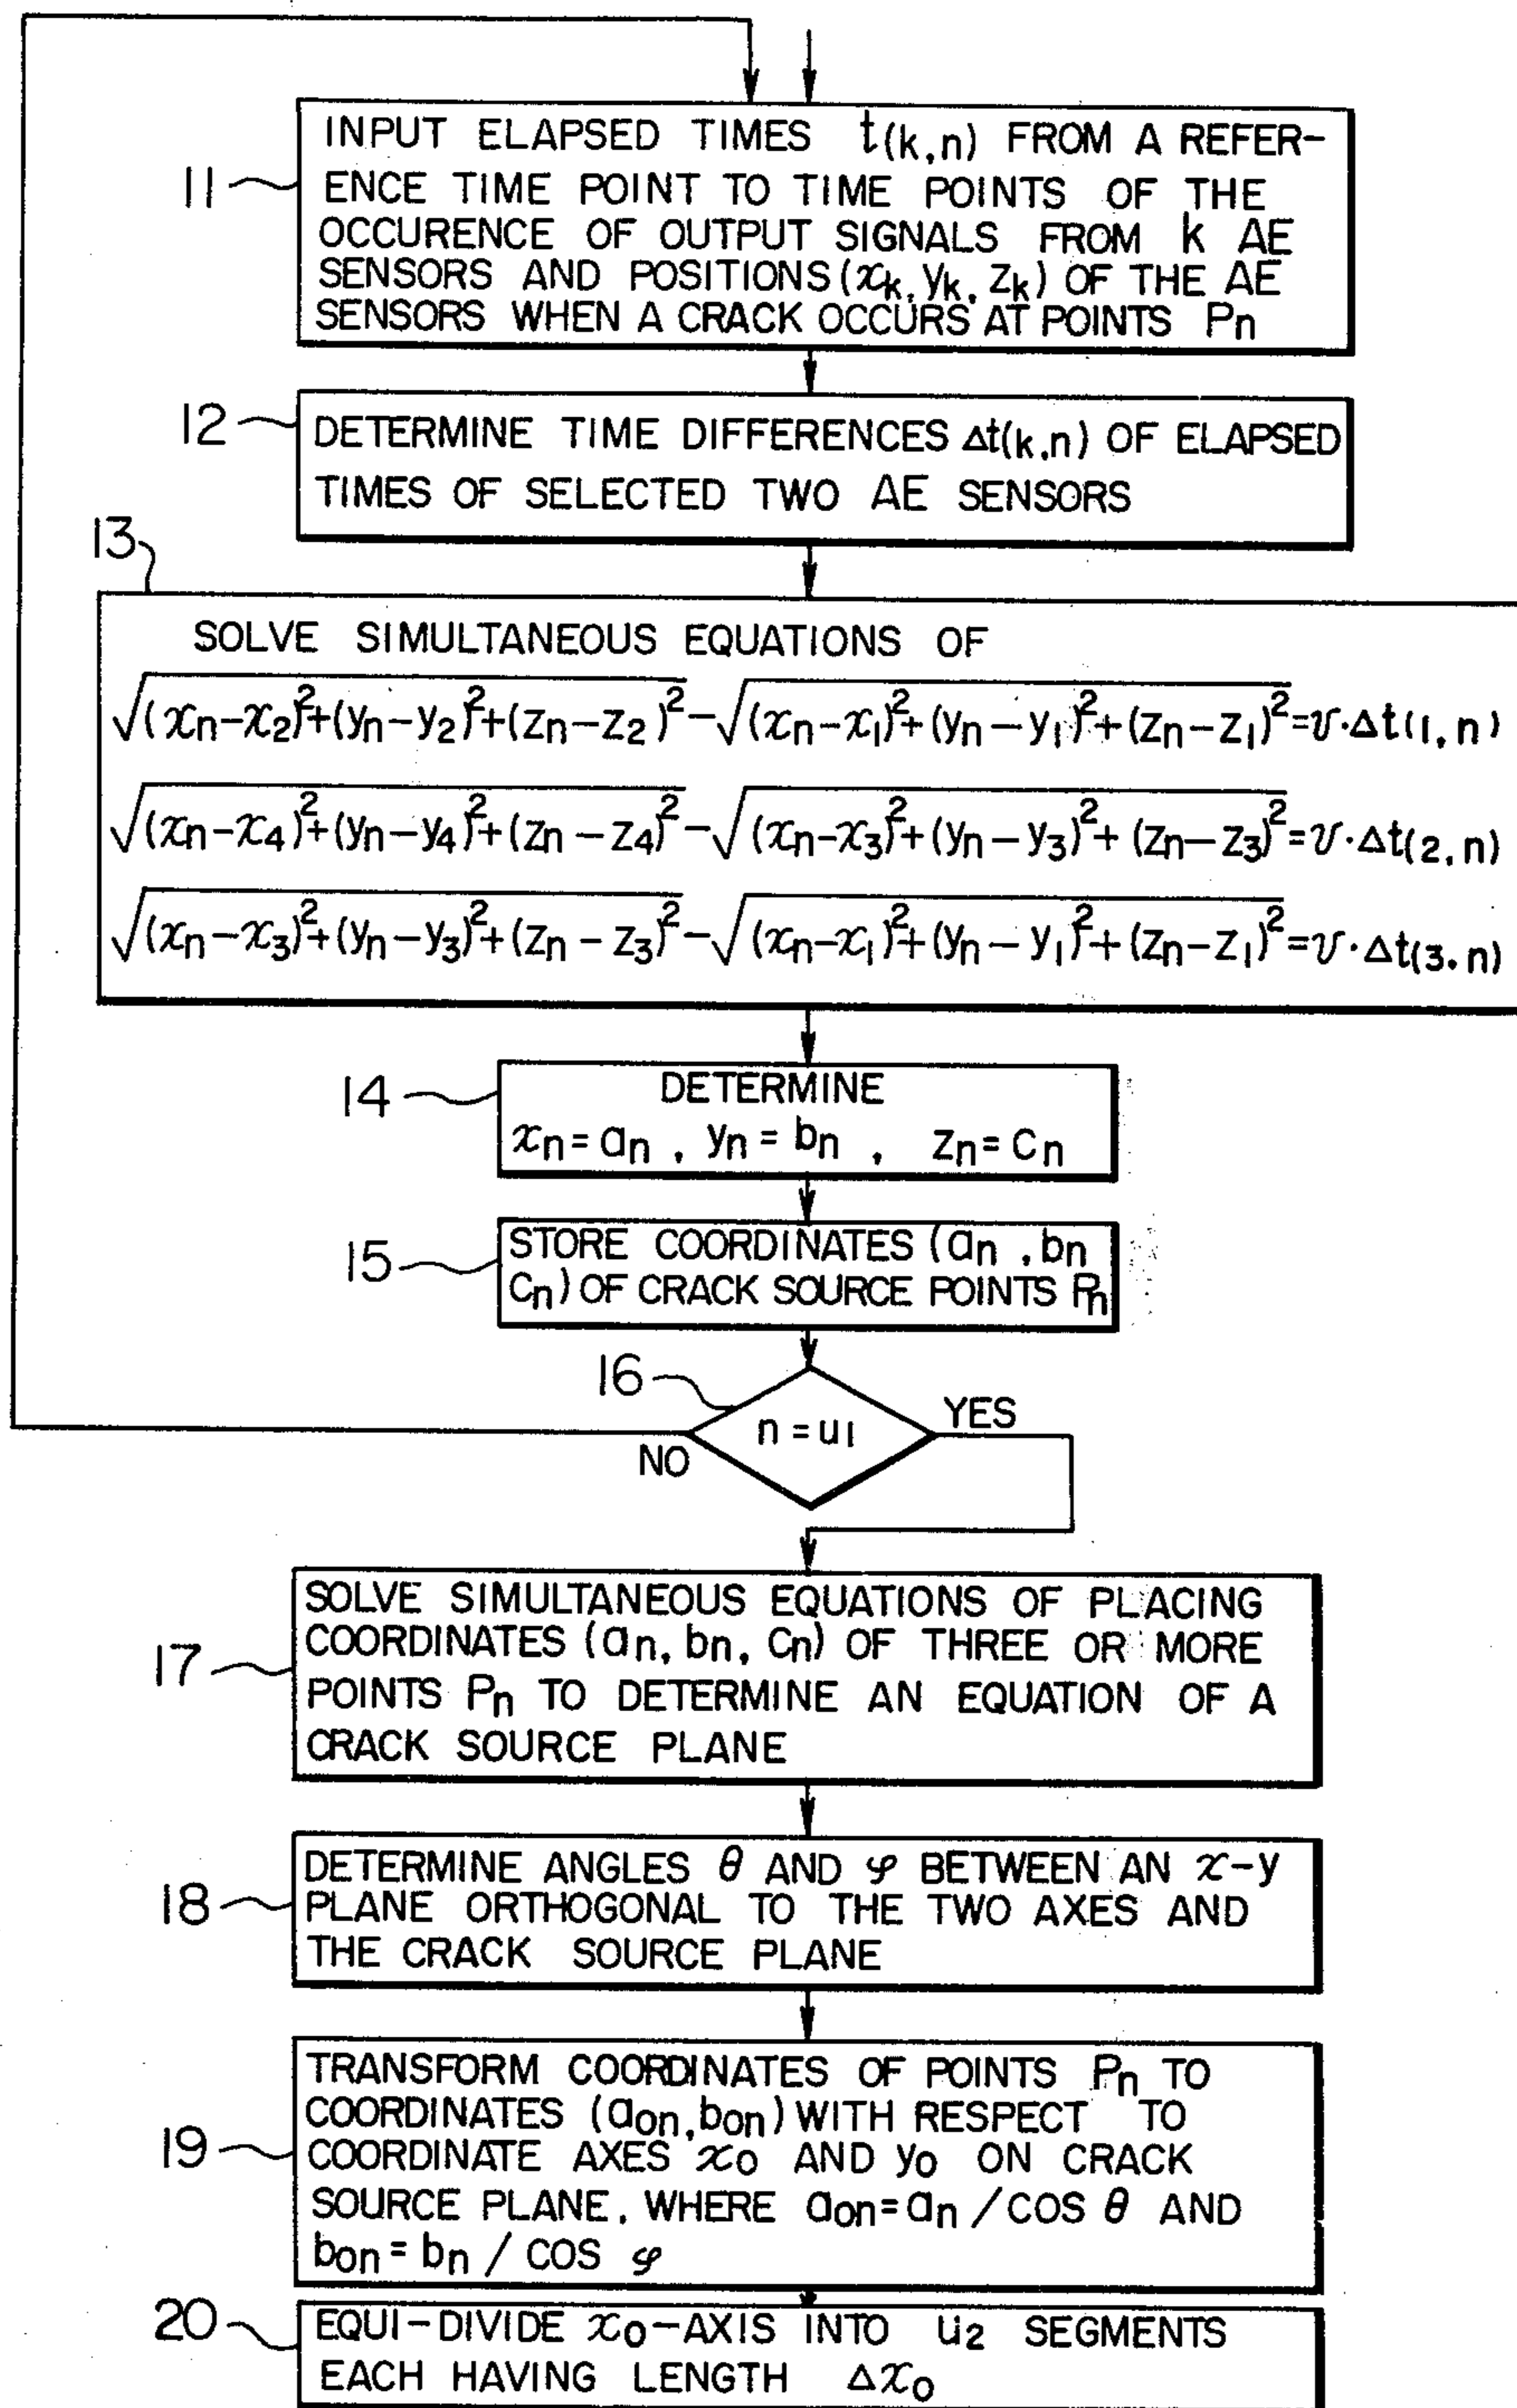 11
INPUT ELAPSED TIMES t(k,n) FROM A REFER-
ENCE TIME POINT TO TIME POINTS OF THE
OCCURENCE OF OUTPUT SIGNALS FROM k AE
SENSORS AND POSITIONS (xk, yk, zk) OF THE AE
SENSORS WHEN A CRACK OCCURS AT POINTS Pn
12
DETERMINE TIME DIFFERENCES Δt(k,n) OF ELAPSED
TIMES OF SELECTED TWO AE SENSORS
13
SOLVE SIMULTANEOUS EQUATIONS OF
√(xn-x2)²+(yn-y2)²+(zn-z2)² - √(xn-x1)²+(yn-y1)²+(zn-z1)² = v·Δt(1,n)
√(xn-x4)²+(yn-y4)²+(zn-z4)² - √(xn-x3)²+(yn-y3)²+(zn-z3)² = v·Δt(2,n)
√(xn-x3)²+(yn-y3)²+(zn-z3)² - √(xn-x1)²+(yn-y1)²+(zn-z1)² = v·Δt(3.n)
14
DETERMINE
xn=an , yn=bn , zn=cn
15
STORE COORDINATES (an ,bn
cn) OF CRACK SOURCE POINTS Pn
16
n=u1
YES
NO
17
SOLVE SIMULTANEOUS EQUATIONS OF PLACING
COORDINATES (an, bn, cn) OF THREE OR MORE
POINTS Pn TO DETERMINE AN EQUATION OF A
CRACK SOURCE PLANE
18
DETERMINE ANGLES θ AND φ BETWEEN AN x-y
PLANE ORTHOGONAL TO THE TWO AXES AND
THE CRACK SOURCE PLANE
19
TRANSFORM COORDINATES OF POINTS Pn TO
COORDINATES (aon,bon) WITH RESPECT TO
COORDINATE AXES x0 AND y0 ON CRACK
SOURCE PLANE, WHERE aon=an / COS θ AND
bon=bn / COS φ
20
EQUI-DIVIDE x0-AXIS INTO u2 SEGMENTS
EACH HAVING LENGTH Δx0